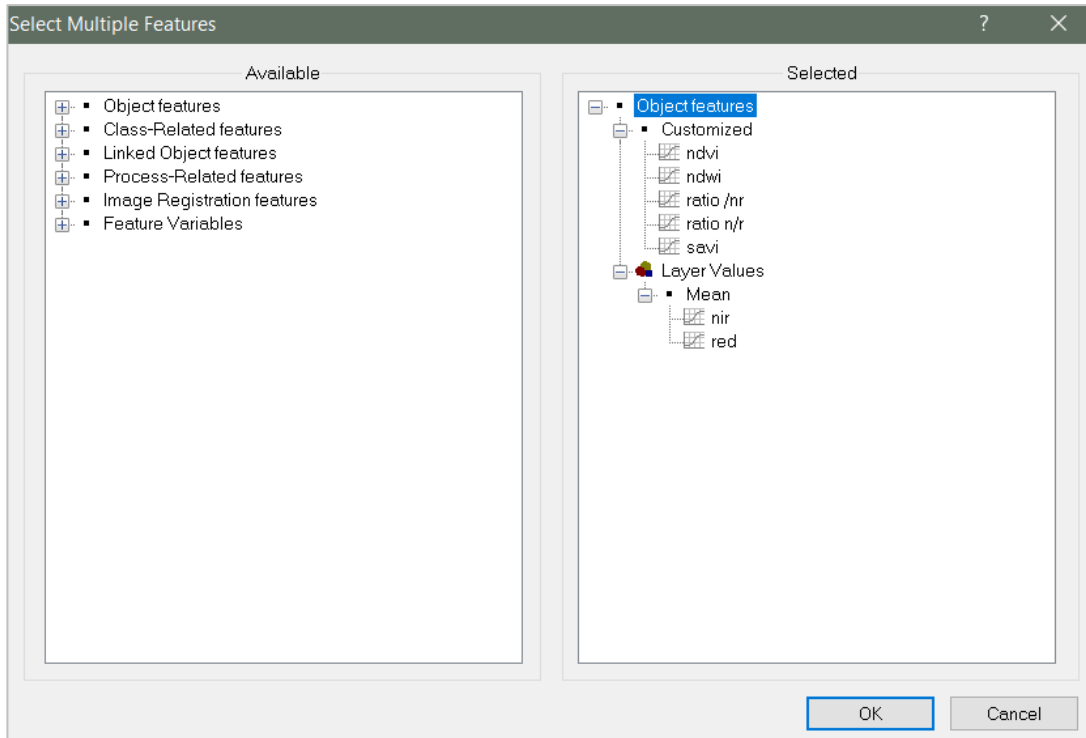 Select Multiple Features
?
Available
Object features
Class-Related features
Linked Object features
Process-Related features
Image Registration features
Feature Variables
Selected
Object features
Customized
ndvi
ndwi
ratio /nr
ratio n/r
savi
Layer Values
Mean
nir
red
OK
Cancel